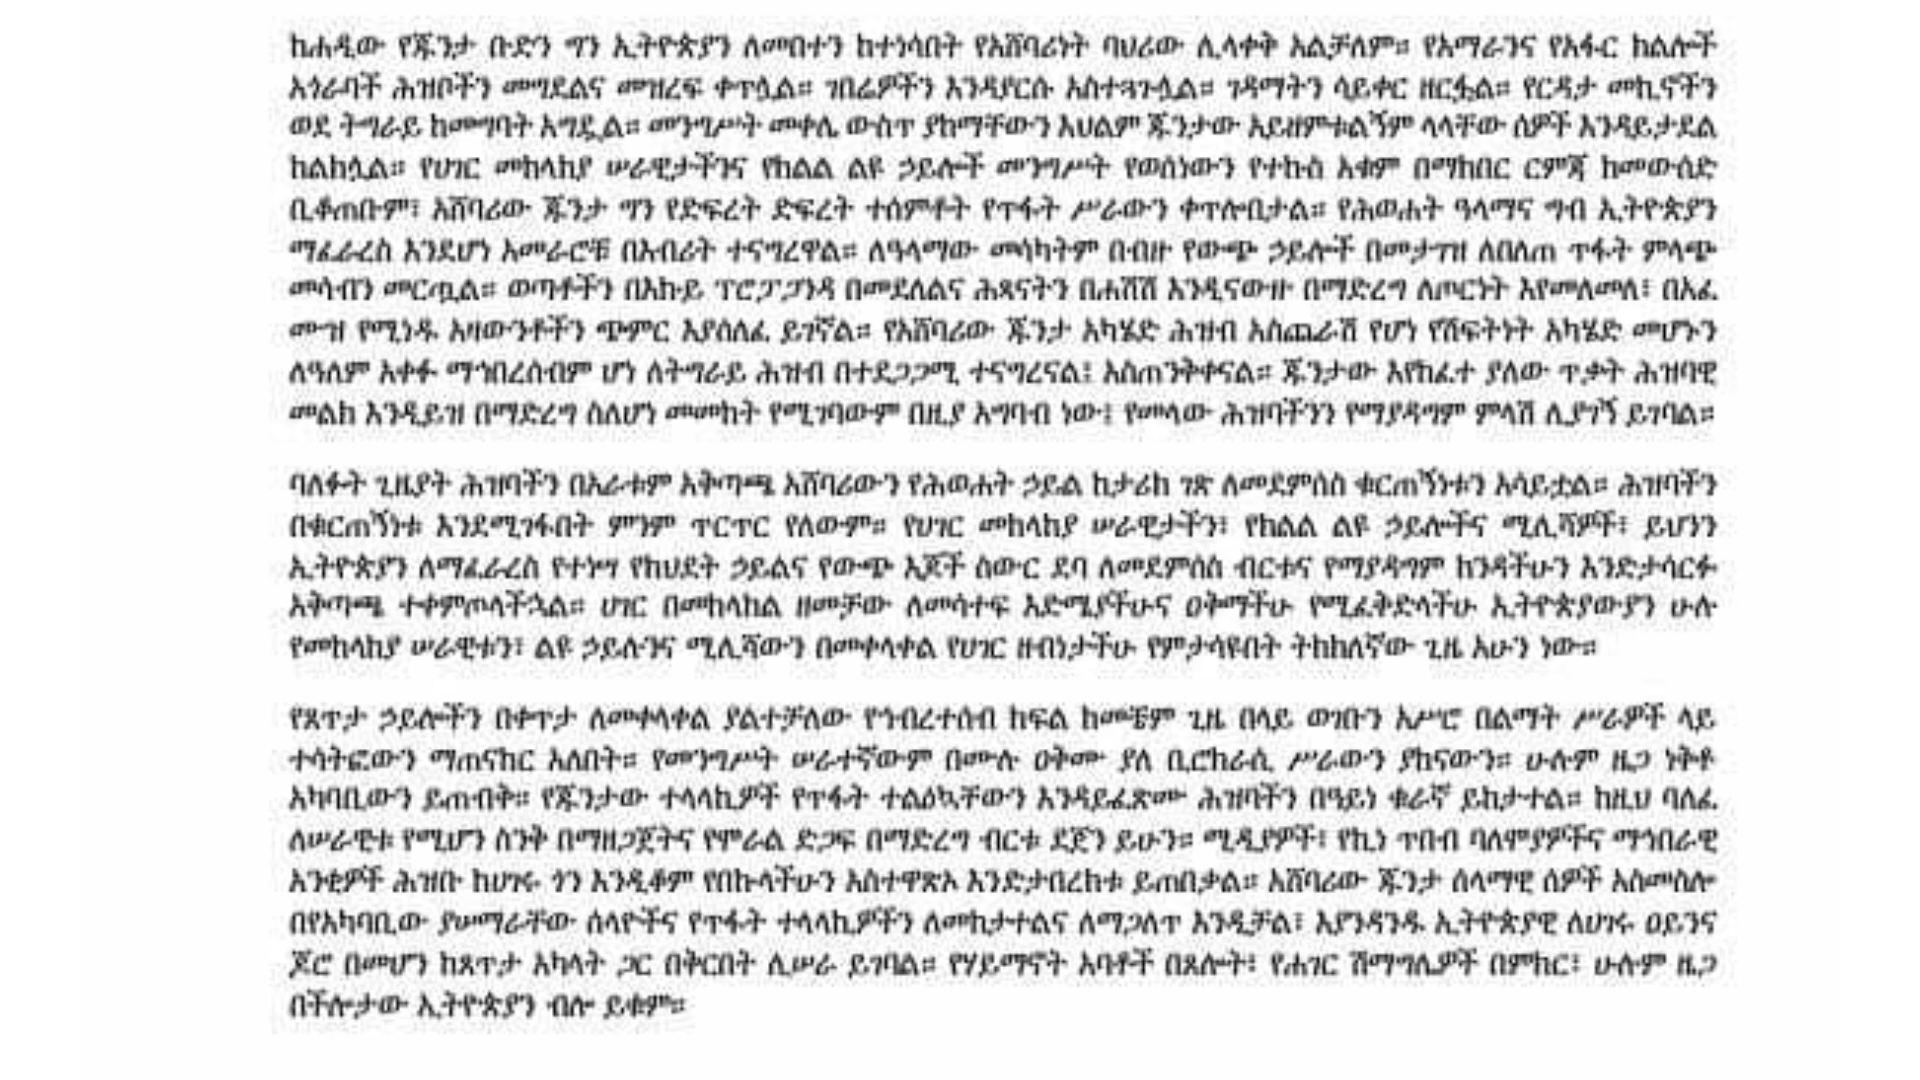 ከሐዲው የጁንታ ቡድን ግን ኢትዮጵያን ለመበተን ከተነሳበት የአሸባሪነት ባህሪው ሊላቀቅ አልቻለም። የአማራንና የአፋር ክልሎች
አጎራባች ሕዝቦችን መግደልና መዝረፍ ቀጥሏል። ገበሬዎችን እንዳያርሱ አስተጓጉሏል። ገዳማትን ሳይቀር ዘርፏል። የርዳታ መኪኖችን
ወደ ትግራይ ከመግባት አግዷል። መንግሥት መቀሌ ውስጥ ያከማቸውን እህልም ጁንታው አይዘምቱልኝም ላላቸው ሰዎች እንዳይታደል
ከልክሏል። የሀገር መከላከያ ሠራዊታችንና የክልል ልዩ ኃይሎች መንግሥት የወሰነውን የተኩስ አቁም በማክበር ርምጃ ከመውሰድ
ቢቆጠቡም፣ አሸባሪው ጁንታ ግን የድፍረት ድፍረት ተሰምቶት የጥፋት ሥራውን ቀጥሎበታል። የሕወሐት ዓላማና ግብ ኢትዮጵያን
ማፈራረስ እንደሆነ አመራሮቹ በእብሪት ተናግረዋል። ለዓላማው መሳካትም በብዙ የውጭ ኃይሎች በመታገዝ ለበለጠ ጥፋት ምላጭ
መሳብን መርጧል። ወጣቶችን በእኩይ ፕሮፓጋንዳ በመደለልና ሕጻናትን በሐሽሽ እንዲናውዙ በማድረግ ለጦርነት እየመለመለ፣ በአፈ
ሙዝ የሚነዱ አዛውንቶችን ጭምር እያሰለፈ ይገኛል። የአሸባሪው ጁንታ አካሄድ ሕዝብ አስጨራሽ የሆነ የሽፍትነት አካሄድ መሆኑን
ለዓለም አቀፉ ማኅበረሰብም ሆነ ለትግራይ ሕዝብ በተደጋጋሚ ተናግረናል፤ አስጠንቅቀናል። ጁንታው እየከፈተ ያለው ጥቃት ሕዝባዊ
መልክ እንዲይዝ በማድረግ ስለሆነ መመከት የሚገባውም በዚያ አግባብ ነው፤ የመላው ሕዝባችንን የማያዳግም ምላሽ ሊያገኝ ይገባል።
ባለፉት ጊዜያት ሕዝባችን በአራቱም አቅጣጫ አሸባሪውን የሕወሐት ኃይል ከታሪክ ገጽ ለመደምሰስ ቁርጠኝነቱን አሳይቷል። ሕዝባችን
በቁርጠኝነቱ እንደሚገፋበት ምንም ጥርጥር የለውም። የሀገር መከላከያ ሠራዊታችን፣ የክልል ልዩ ኃይሎችና ሚሊሻዎች፣ ይህንን
ኢትዮጵያን ለማፈራረስ የተነሣ የክህደት ኃይልና የውጭ እጆች ስውር ደባ ለመደምሰስ ብርቱና የማያዳግም ክንዳችሁን እንድታሳርፉ
አቅጣጫ ተቀምጦላችኋል። ሀገር በመከላከል ዘመቻው ለመሳተፍ እድሜያችሁና ዐቅማችሁ የሚፈቅድላችሁ ኢትዮጵያውያን ሁሉ
የመከላከያ ሠራዊቱን፣ ልዩ ኃይሉንና ሚሊሻውን በመቀላቀል የሀገር ዘብነታችሁ የምታሳዩበት ትክክለኛው ጊዜ አሁን ነው።
የጸጥታ ኃይሎችን በቀጥታ ለመቀላቀል ያልተቻለው የኅብረተሰብ ክፍል ከመቼም ጊዜ በላይ ወገቡን አሥሮ በልማት ሥራዎች ላይ
ተሳትፎውን ማጠናከር አለበት። የመንግሥት ሠራተኛውም በሙሉ ዐቅሙ ያለ ቢሮክራሲ ሥራውን ያከናውን። ሁሉም ዜጋ ነቅቶ
አካባቢውን ይጠብቅ። የጁንታው ተላላኪዎች የጥፋት ተልዕኳቸውን እንዳይፈጽሙ ሕዝባችን በዓይነ ቁራኛ ይከታተል። ከዚህ ባለፈ
ለሠራዊቱ የሚሆን ስንቅ በማዘጋጀትና የሞራል ድጋፍ በማድረግ ብርቱ ደጀን ይሁን። ሚዲያዎች፣ የኪነ ጥበብ ባለሞያዎችና ማኅበራዊ
አንቂዎች ሕዝቡ ከሀገሩ ጎን እንዲቆም የበኩላችሁን አስተዋጽኦ እንድታበረክቱ ይጠበቃል። አሸባሪው ጁንታ ሰላማዊ ሰዎች አስመስሎ
በየአካባቢው ያሠማራቸው ሰላዮችና የጥፋት ተላላኪዎችን ለመከታተልና ለማጋለጥ እንዲቻል፣ እያንዳንዱ ኢትዮጵያዊ ለሀገሩ ዐይንና
ጆሮ በመሆን ከጸጥታ አካላት ጋር በቅርበት ሊሠራ ይገባል። የሃይማኖት አባቶች በጸሎት፣ የሐገር ሽማግሌዎች በምክር፣ ሁሉም ዜጋ
በችሎታው ኢትዮጵያን ብሎ ይቁም።